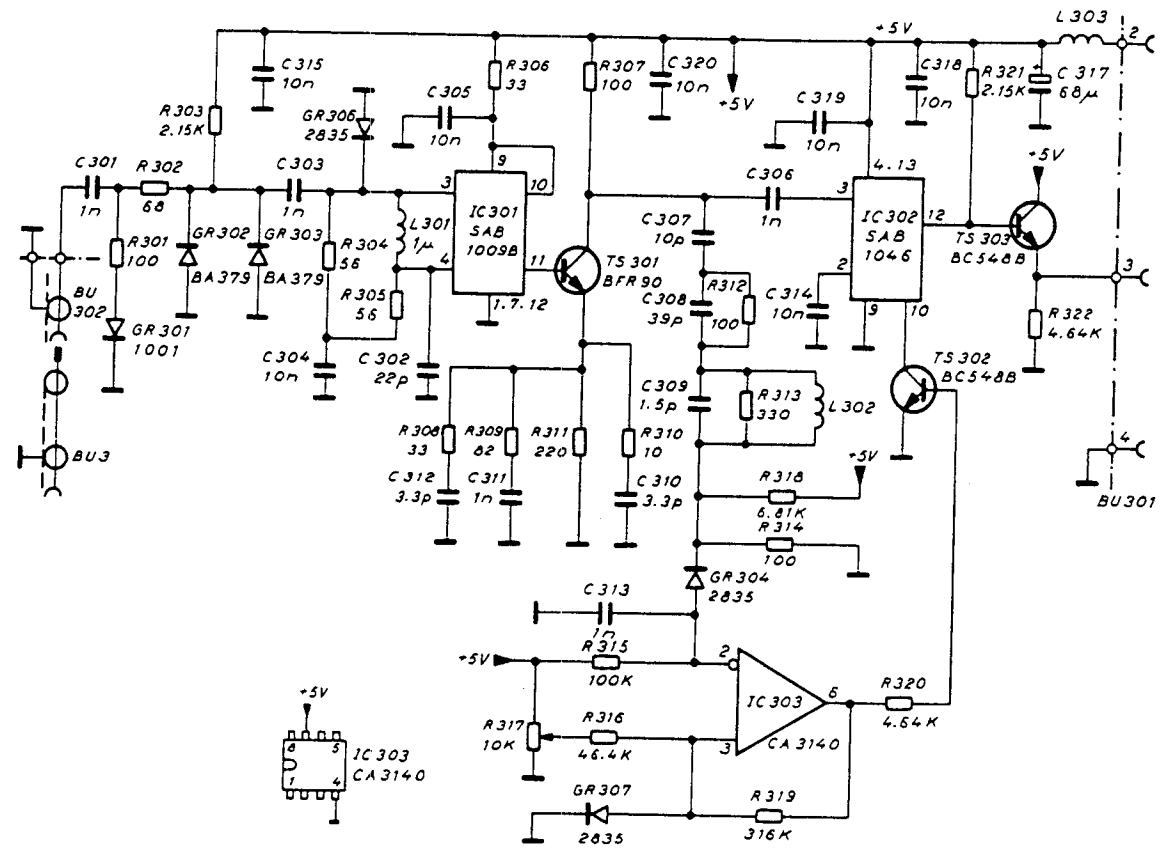 L303
+5V
2
C315
10n
R306
33
R307
100
C320
10n
+5V
C318
10n
R321
2.15K
+
C317
68μ
R303
2.15K
GR306
2835
C305
10n
C319
10n
+5V
C301
1n
R302
68
C303
1n
9
10
3
IC301
SAB
1009B
4
11
1.7.12
C306
1n
4.13
3
IC302
SAB
1046
12
2
9
10
TS303
BC548B
3
R301
100
GR302
BA379
GR303
BA379
R304
56
L301
1μ
R305
56
TS301
BFR90
C307
10p
C308
39p
R312
100
C314
10n
R322
4.64K
BU
302
GR301
1001
C304
10n
C302
22p
C309
1.5p
R313
330
L302
TS302
BC548B
BU3
R308
33
R309
82
R311
220
R310
10
C312
3.3p
C311
1n
C310
3.3p
R318
6.81K
+5V
R314
100
4
BU301
GR304
2835
C313
1n
+5V
R315
100K
2
IC303
6
CA3140
3
R320
4.64K
R317
10K
R316
46.4K
GR307
2835
R319
316K
+5V
8
5
1
4
IC303
CA3140